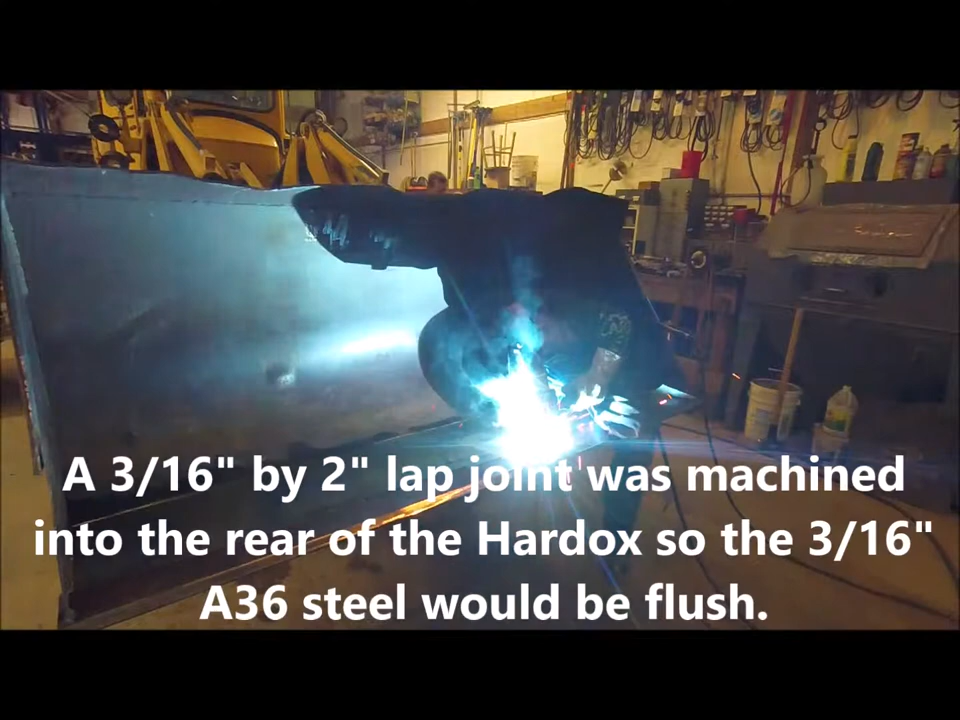 A 3/16" by 2" lap joint was machined
into the rear of the Hardox so the 3/16"
A36 steel would be flush.